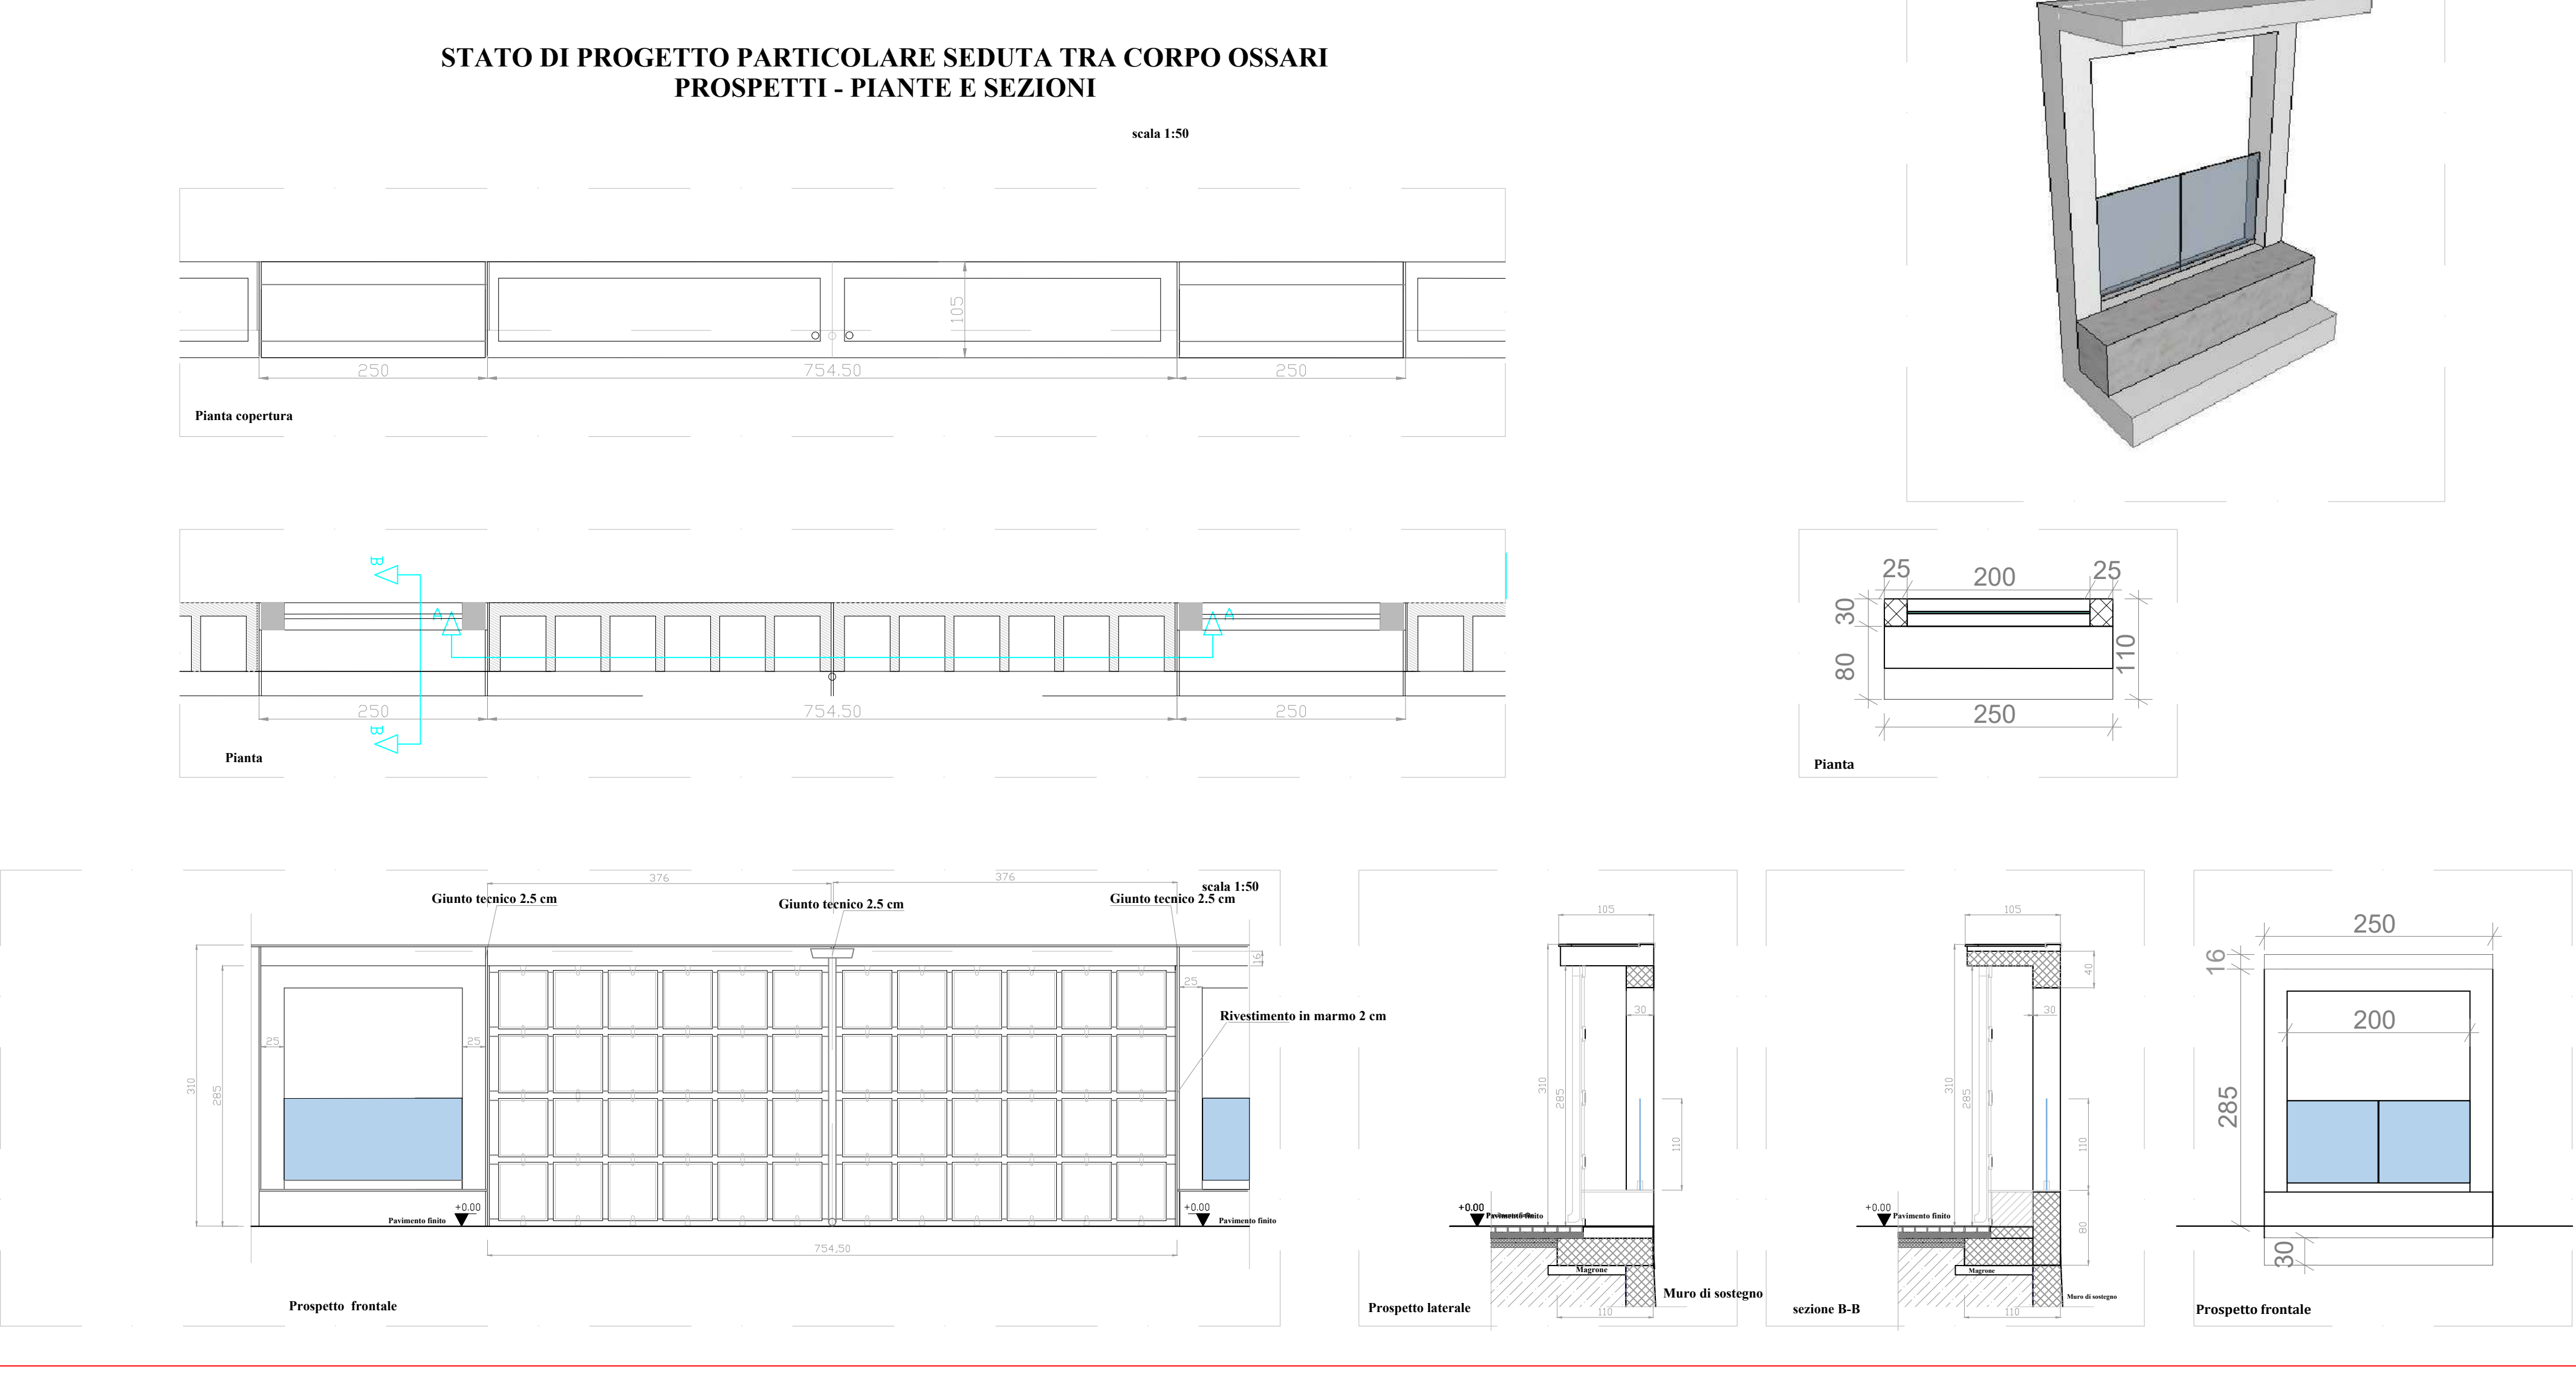 STATO DI PROGETTO PARTICOLARE SEDUTA TRA CORPO OSSARI
PROSPETTI - PIANTE E SEZIONI
scala 1:50
105
250
754.50
250
Pianta copertura
B
A
A
B
250
754.50
250
Pianta
25
200
25
30
80
110
250
Pianta
376
376
scala 1:50
Giunto tecnico 2.5 cm
Giunto tecnico 2.5 cm
Giunto tecnico 2.5 cm
16
25
25
25
310
285
Rivestimento in marmo 2 cm
+0.00
Pavimento finito
+0.00
Pavimento finito
754,50
Prospetto frontale
105
30
310
285
110
+0.00
Pavimento finito
Magrone
Muro di sostegno
110
Prospetto laterale
105
40
30
310
285
110
+0.00
Pavimento finito
80
Magrone
Muro di sostegno
110
sezione B-B
250
16
200
285
30
Prospetto frontale